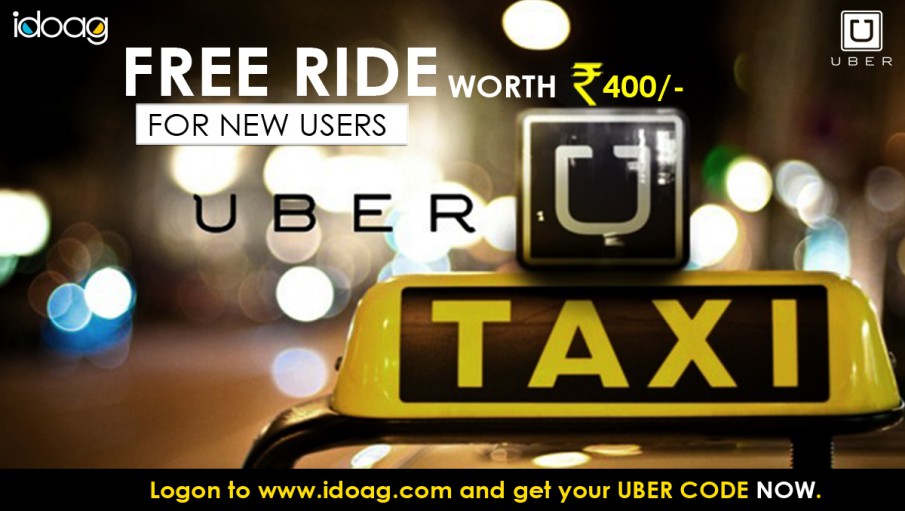 idoag
UBER
FREE RIDE WORTH ₹400/-
FOR NEW USERS
UBER
TAXI
Logon to www.idoag.com and get your UBER CODE NOW.